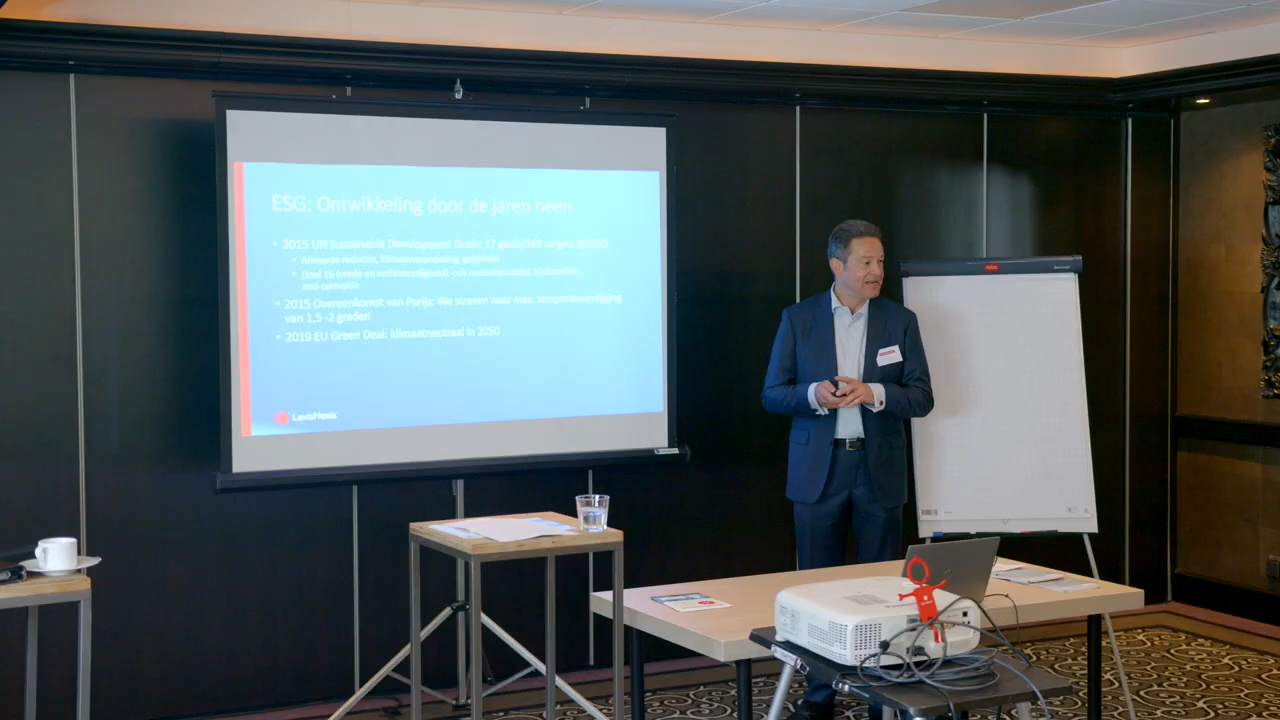 ESG: Ontwikkeling door de jaren heen
• 2015 UN Sustainable Development Goals: 17 goals/169 targets @2030
• Armoede reductie, klimaatverandering, gelijkheid
• Doel 16 (vrede en rechtvaardigheid): ook mensensmokkel, kinderarbeid,
anti-corruptie
• 2015 Overeenkomst van Parijs: We streven naar max. temperatuurstijging
van 1,5 -2 graden
• 2019 EU Green Deal: klimaatneutraal in 2050
LexisNexis